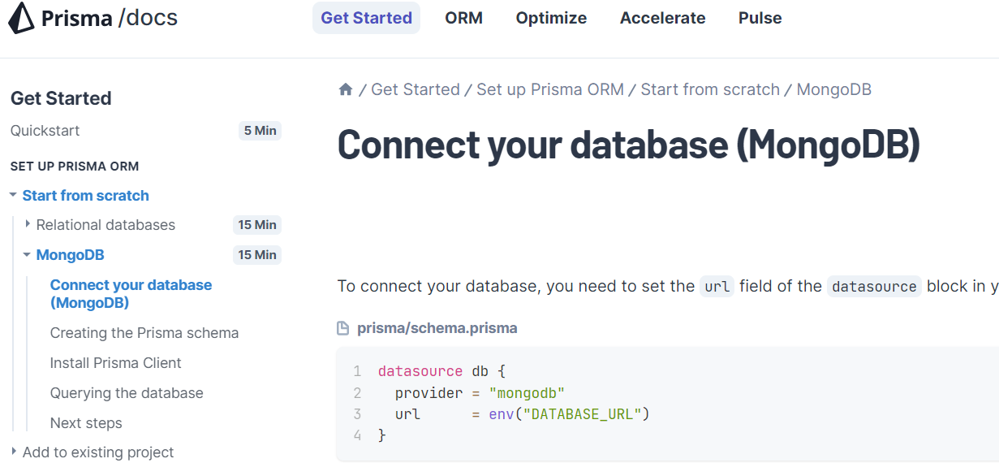 Prisma /docs
Get Started ORM Optimize Accelerate Pulse
Get Started
Quickstart 5 Min
SET UP PRISMA ORM
Start from scratch
Relational databases 15 Min
MongoDB 15 Min
Connect your database
(MongoDB)
Creating the Prisma schema
Install Prisma Client
Querying the database
Next steps
Add to existing project
/ Get Started / Set up Prisma ORM / Start from scratch / MongoDB
Connect your database (MongoDB)
To connect your database, you need to set the url field of the datasource block in y
prisma/schema.prisma
1 datasource db {
2   provider = "mongodb"
3   url      = env("DATABASE_URL")
4 }